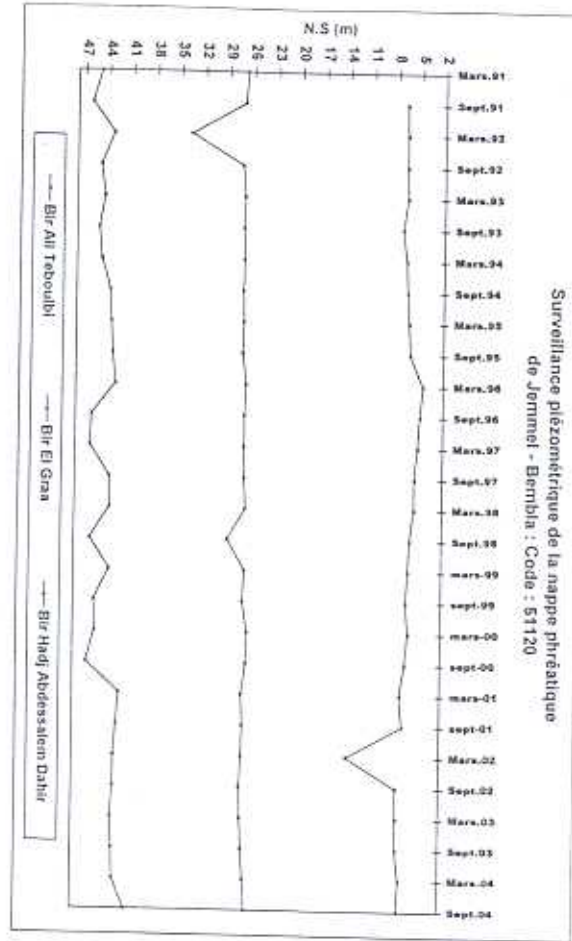 Surveillance piézométrique de la nappe phréatique
de Jemmel - Bembla : Code : 51120
Mars.91
Sept.91
Mars.92
Sept.92
Mars.93
Sept.93
Mars.94
Sept.94
Mars.95
Sept.95
Mars.96
Sept.96
Mars.97
Sept.97
Mars.98
Sept.98
mars-99
sept-99
mars-00
sept-00
mars-01
sept-01
Mars.02
Sept.02
Mars.03
Sept.03
Mars.04
Sept.04
2
5
8
11
14
17
20
23
26
29
32
35
38
41
44
47
N.S (m)
Bir Ali Teboulbi
Bir El Graa
Bir Hadj Abdessalem Dahir